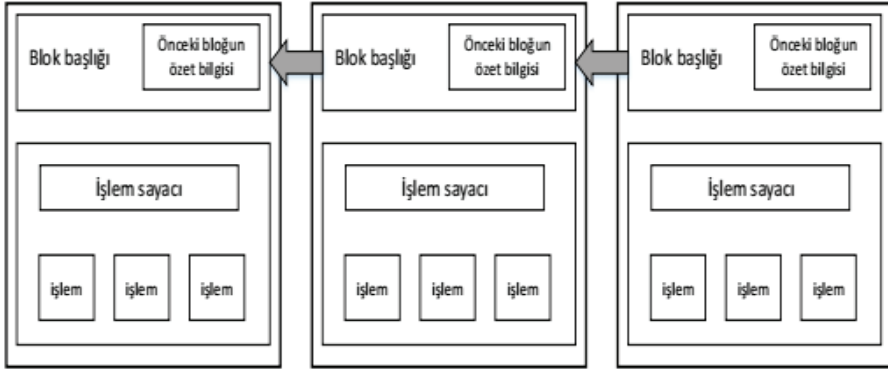 Blok başlığı
Önceki bloğun
özet bilgisi
İşlem sayacı
işlem
işlem
işlem
Blok başlığı
Önceki bloğun
özet bilgisi
İşlem sayacı
işlem
işlem
işlem
Blok başlığı
Önceki bloğun
özet bilgisi
İşlem sayacı
işlem
işlem
işlem